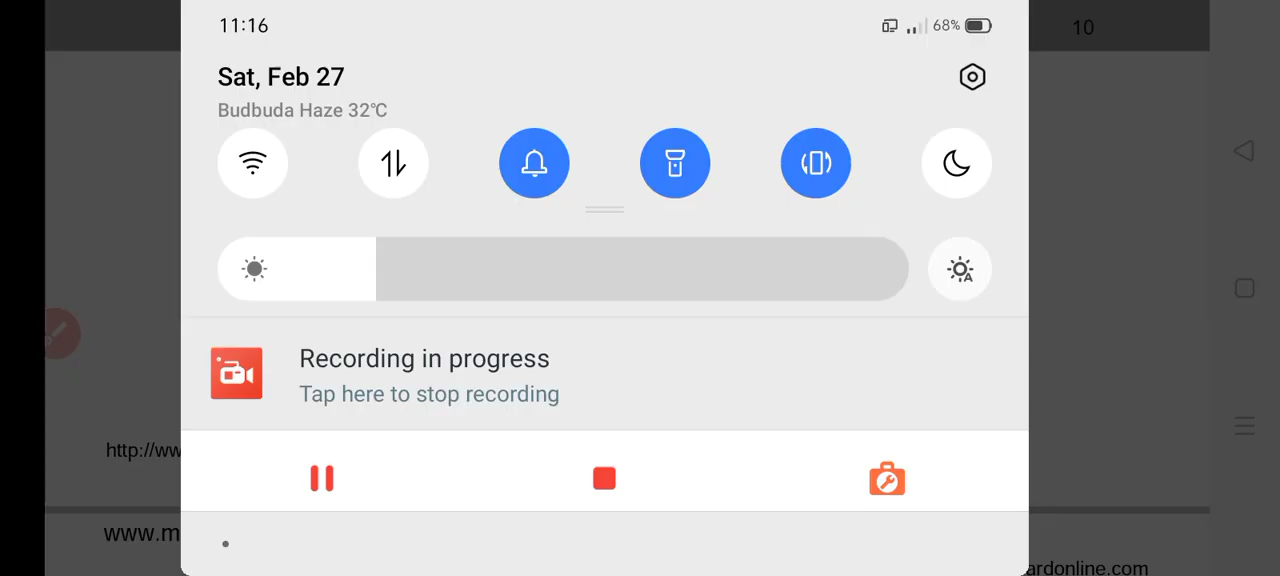 11:16
68%
10
Sat, Feb 27
Budbuda Haze 32℃
A
Recording in progress
Tap here to stop recording
http://ww
www.m
ardonline.com